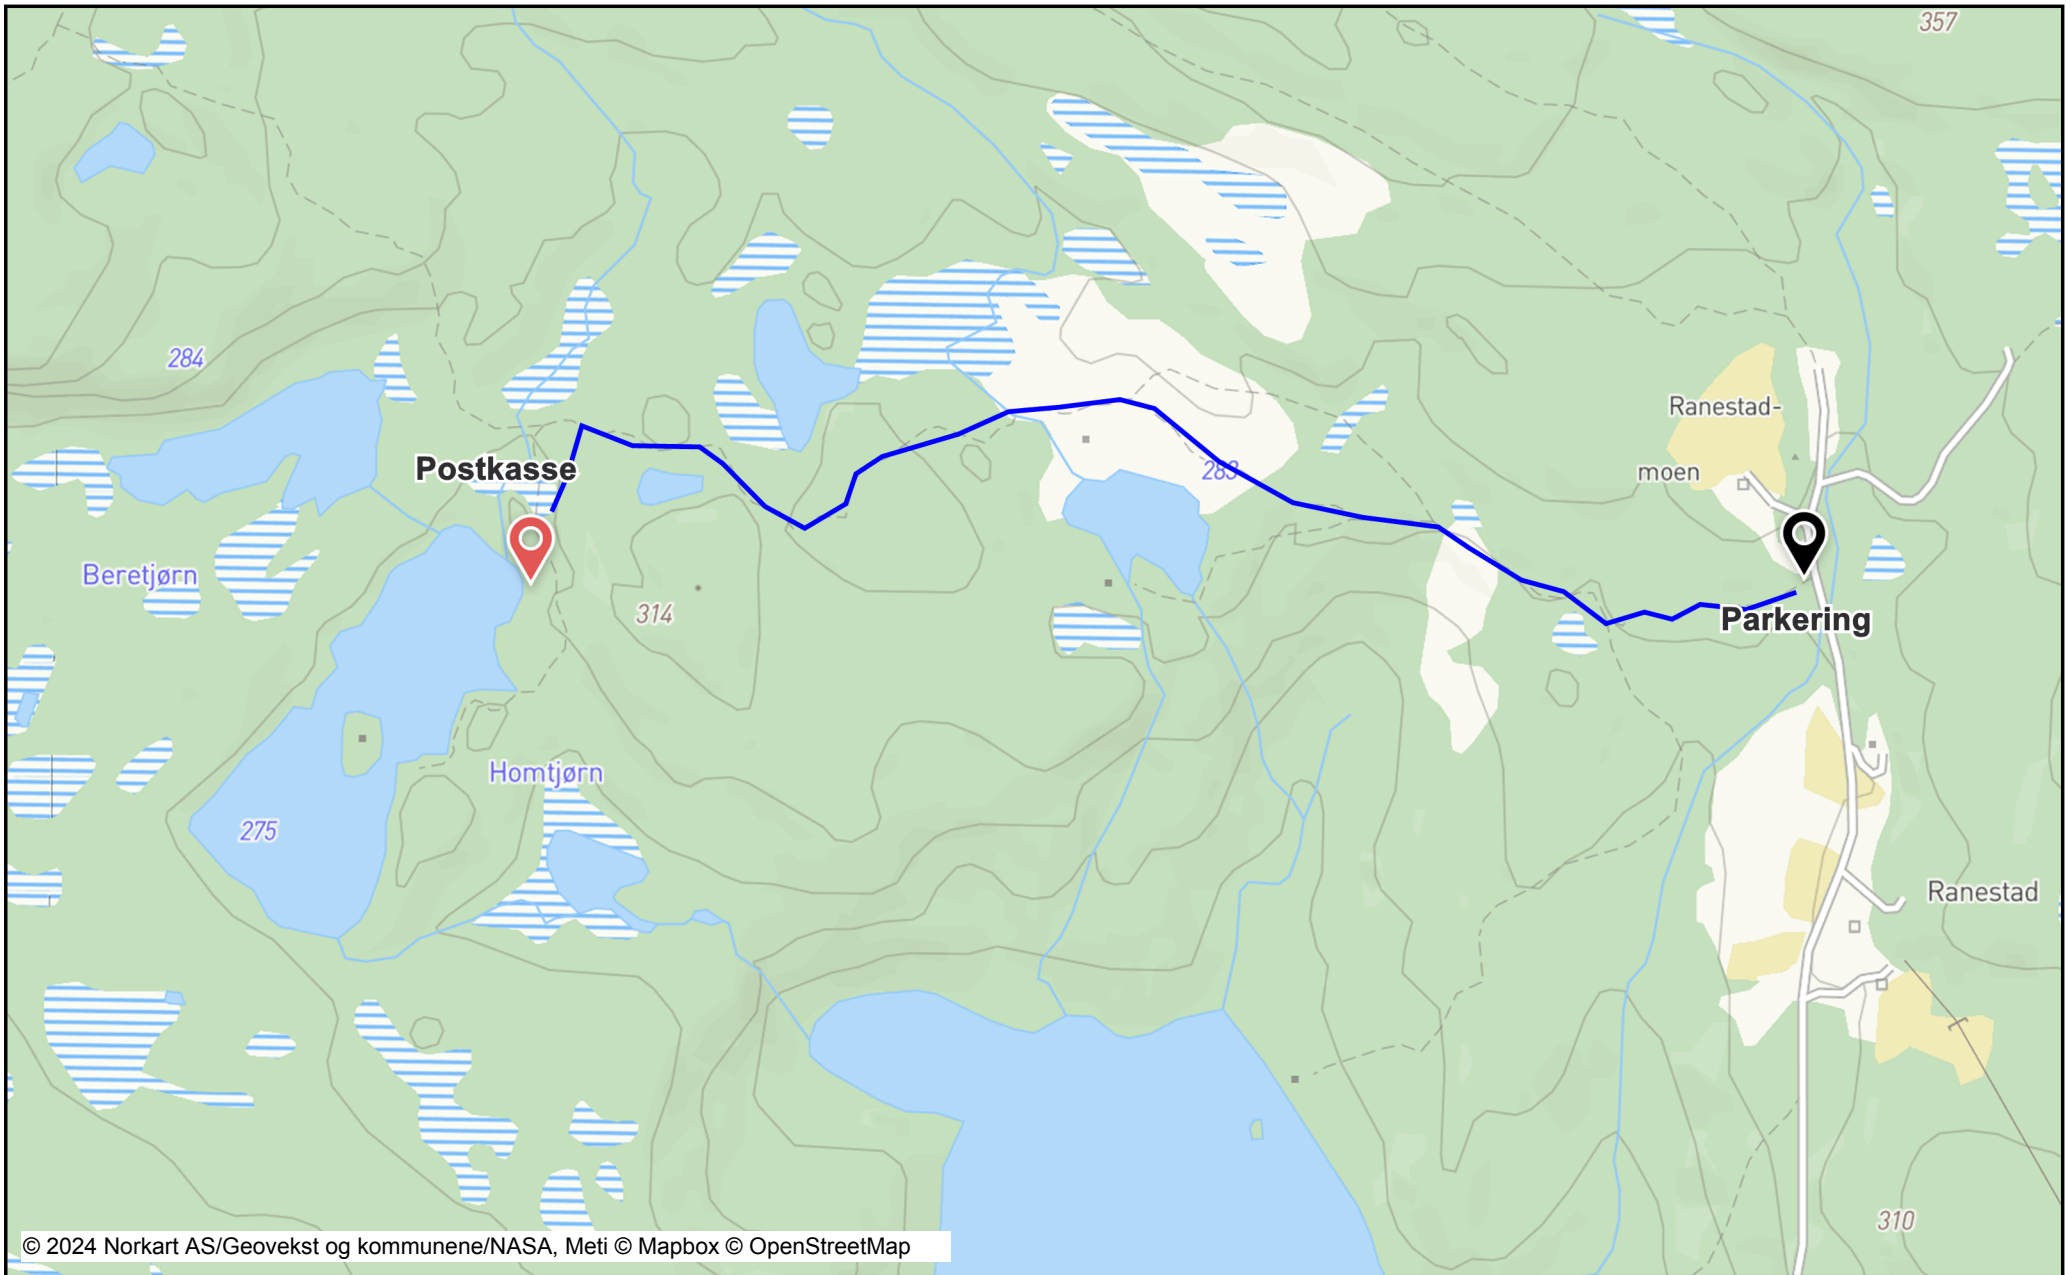 357
284
Ranestad-
moen
283
Postkasse
Beretjørn
314
Parkering
Homtjørn
275
Ranestad
310
© 2024 Norkart AS/Geovekst og kommunene/NASA, Meti © Mapbox © OpenStreetMap